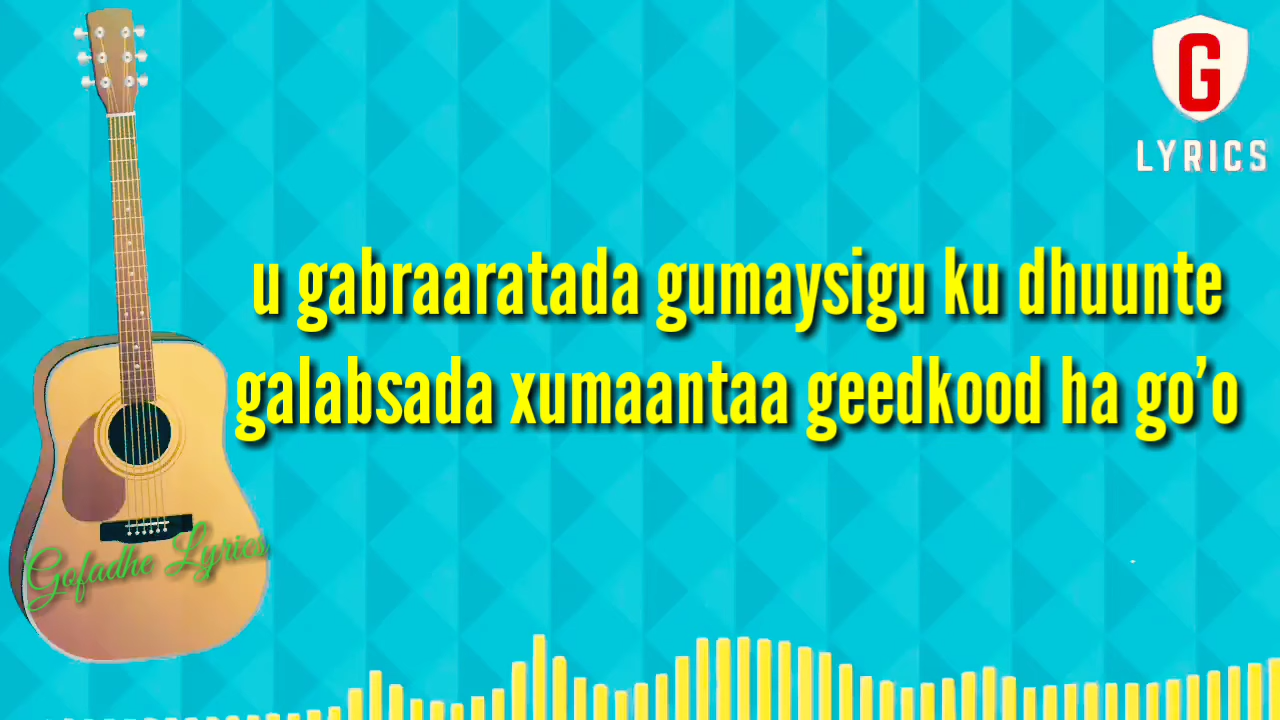 G
LYRICS
u gabraaratada gumaysigu ku dhuunte
galabsada xumaantaa geedkood ha go’o
Gofadhe Lyrics